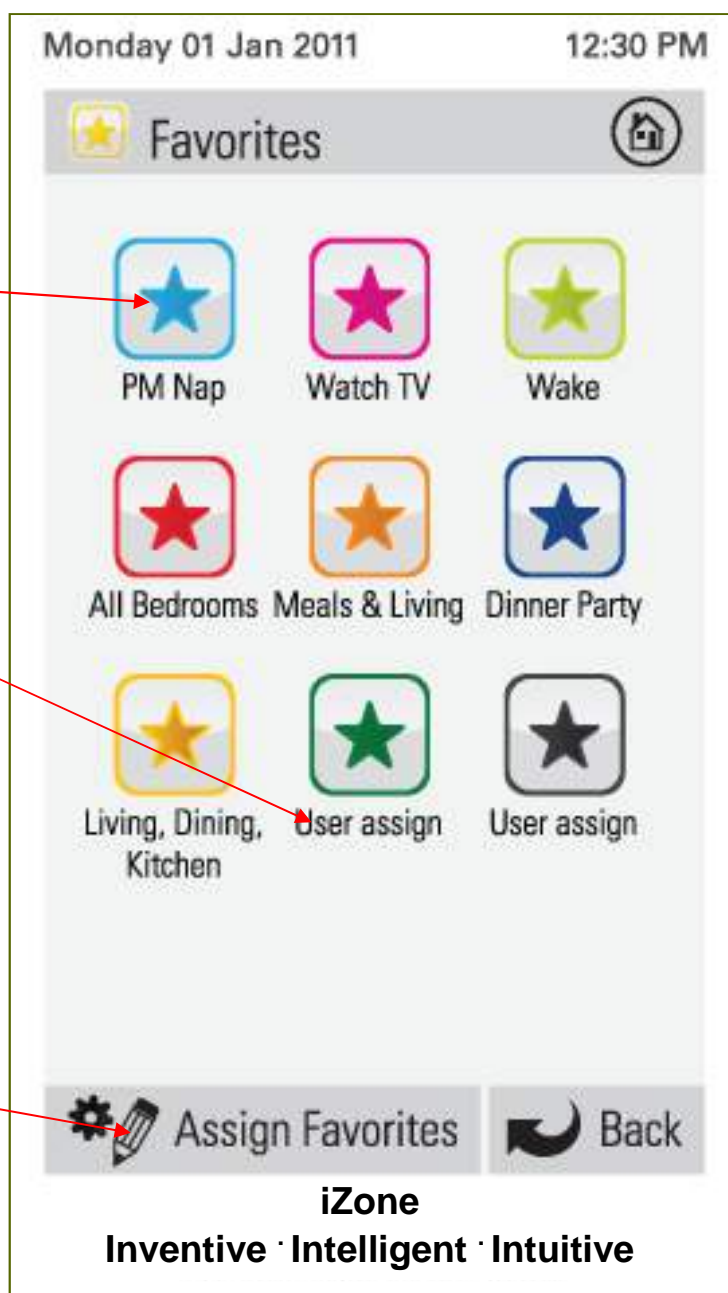 Monday 01 Jan 2011 12:30 PM
Favorites
PM Nap Watch TV Wake
All Bedrooms Meals & Living Dinner Party
Living, Dining, User assign User assign
Kitchen
Assign Favorites Back
iZone
Inventive · Intelligent · Intuitive